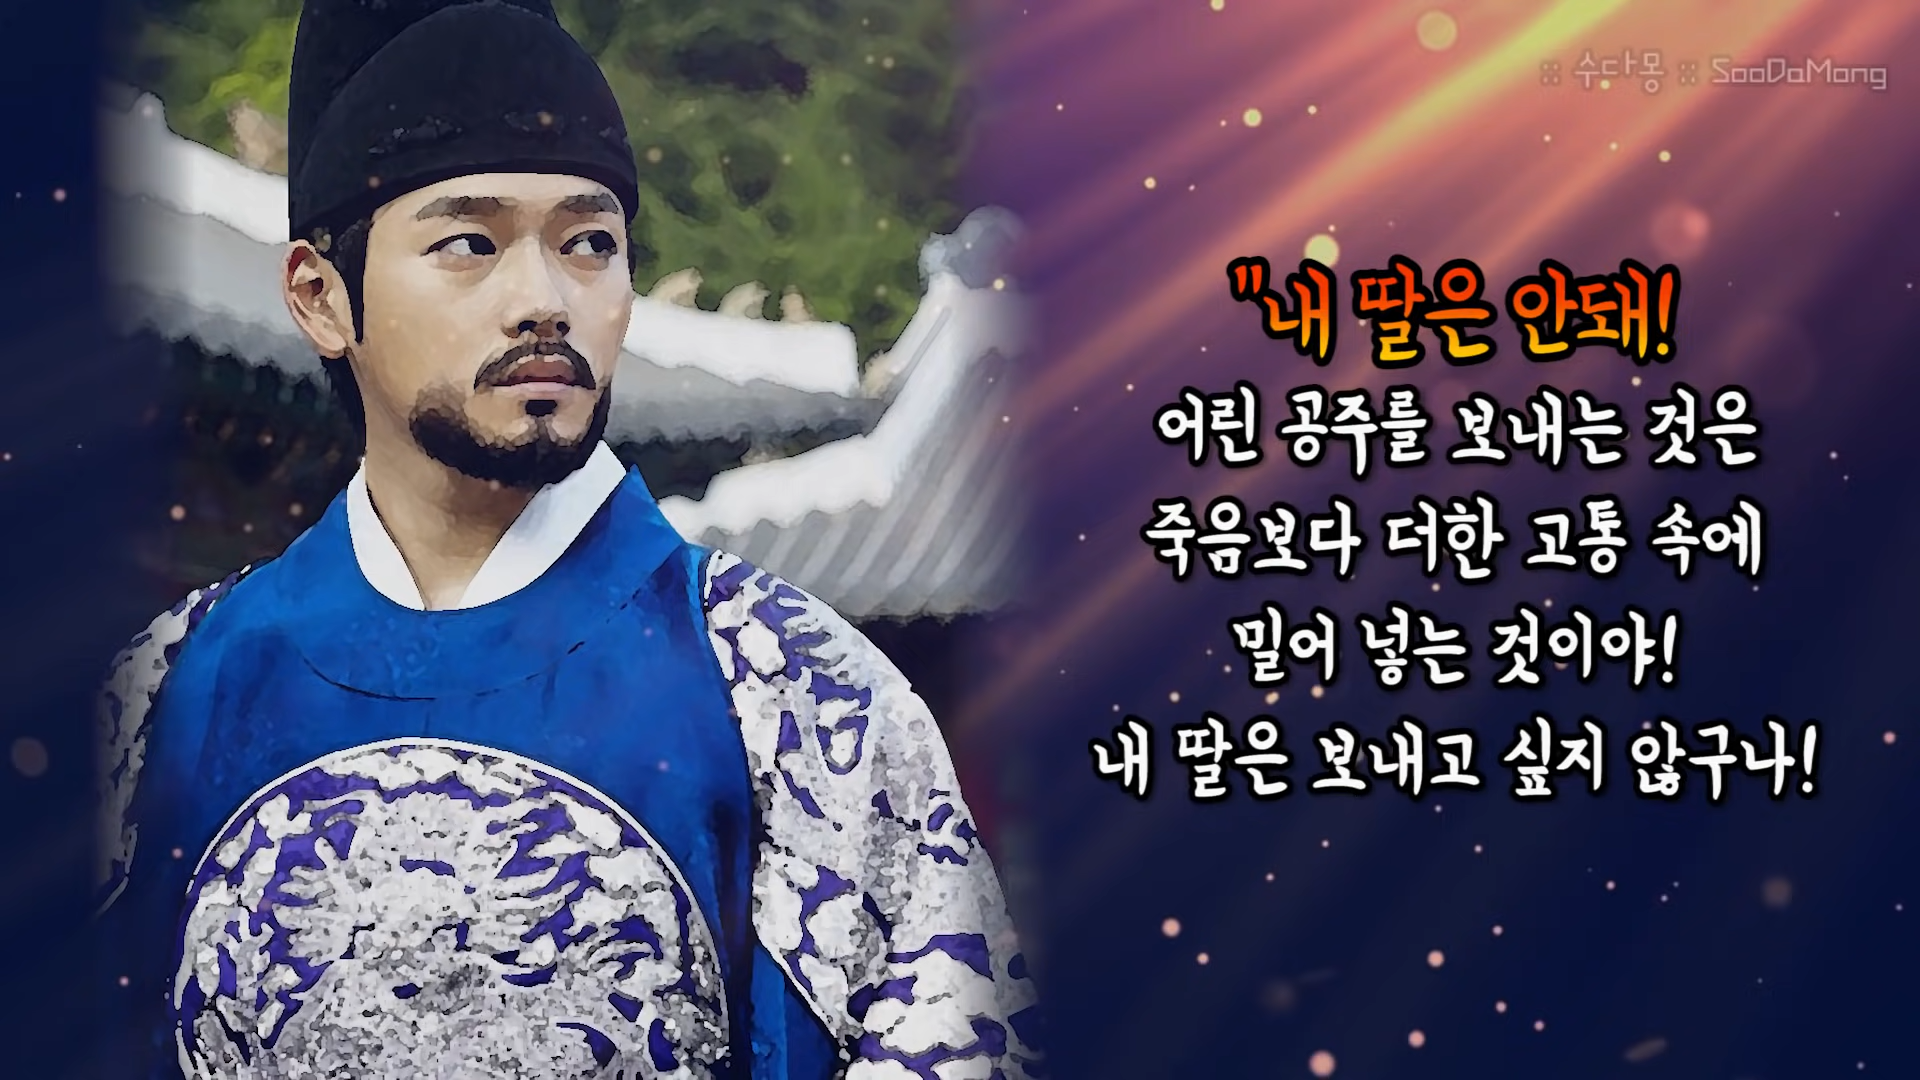 :: 수다몽 :: SooDaMong
"내 딸은 안돼!
어린 공주를 보내는 것은
죽음보다 더한 고통 속에
밀어 넣는 것이야!
내 딸은 보내고 싶지 않구나!